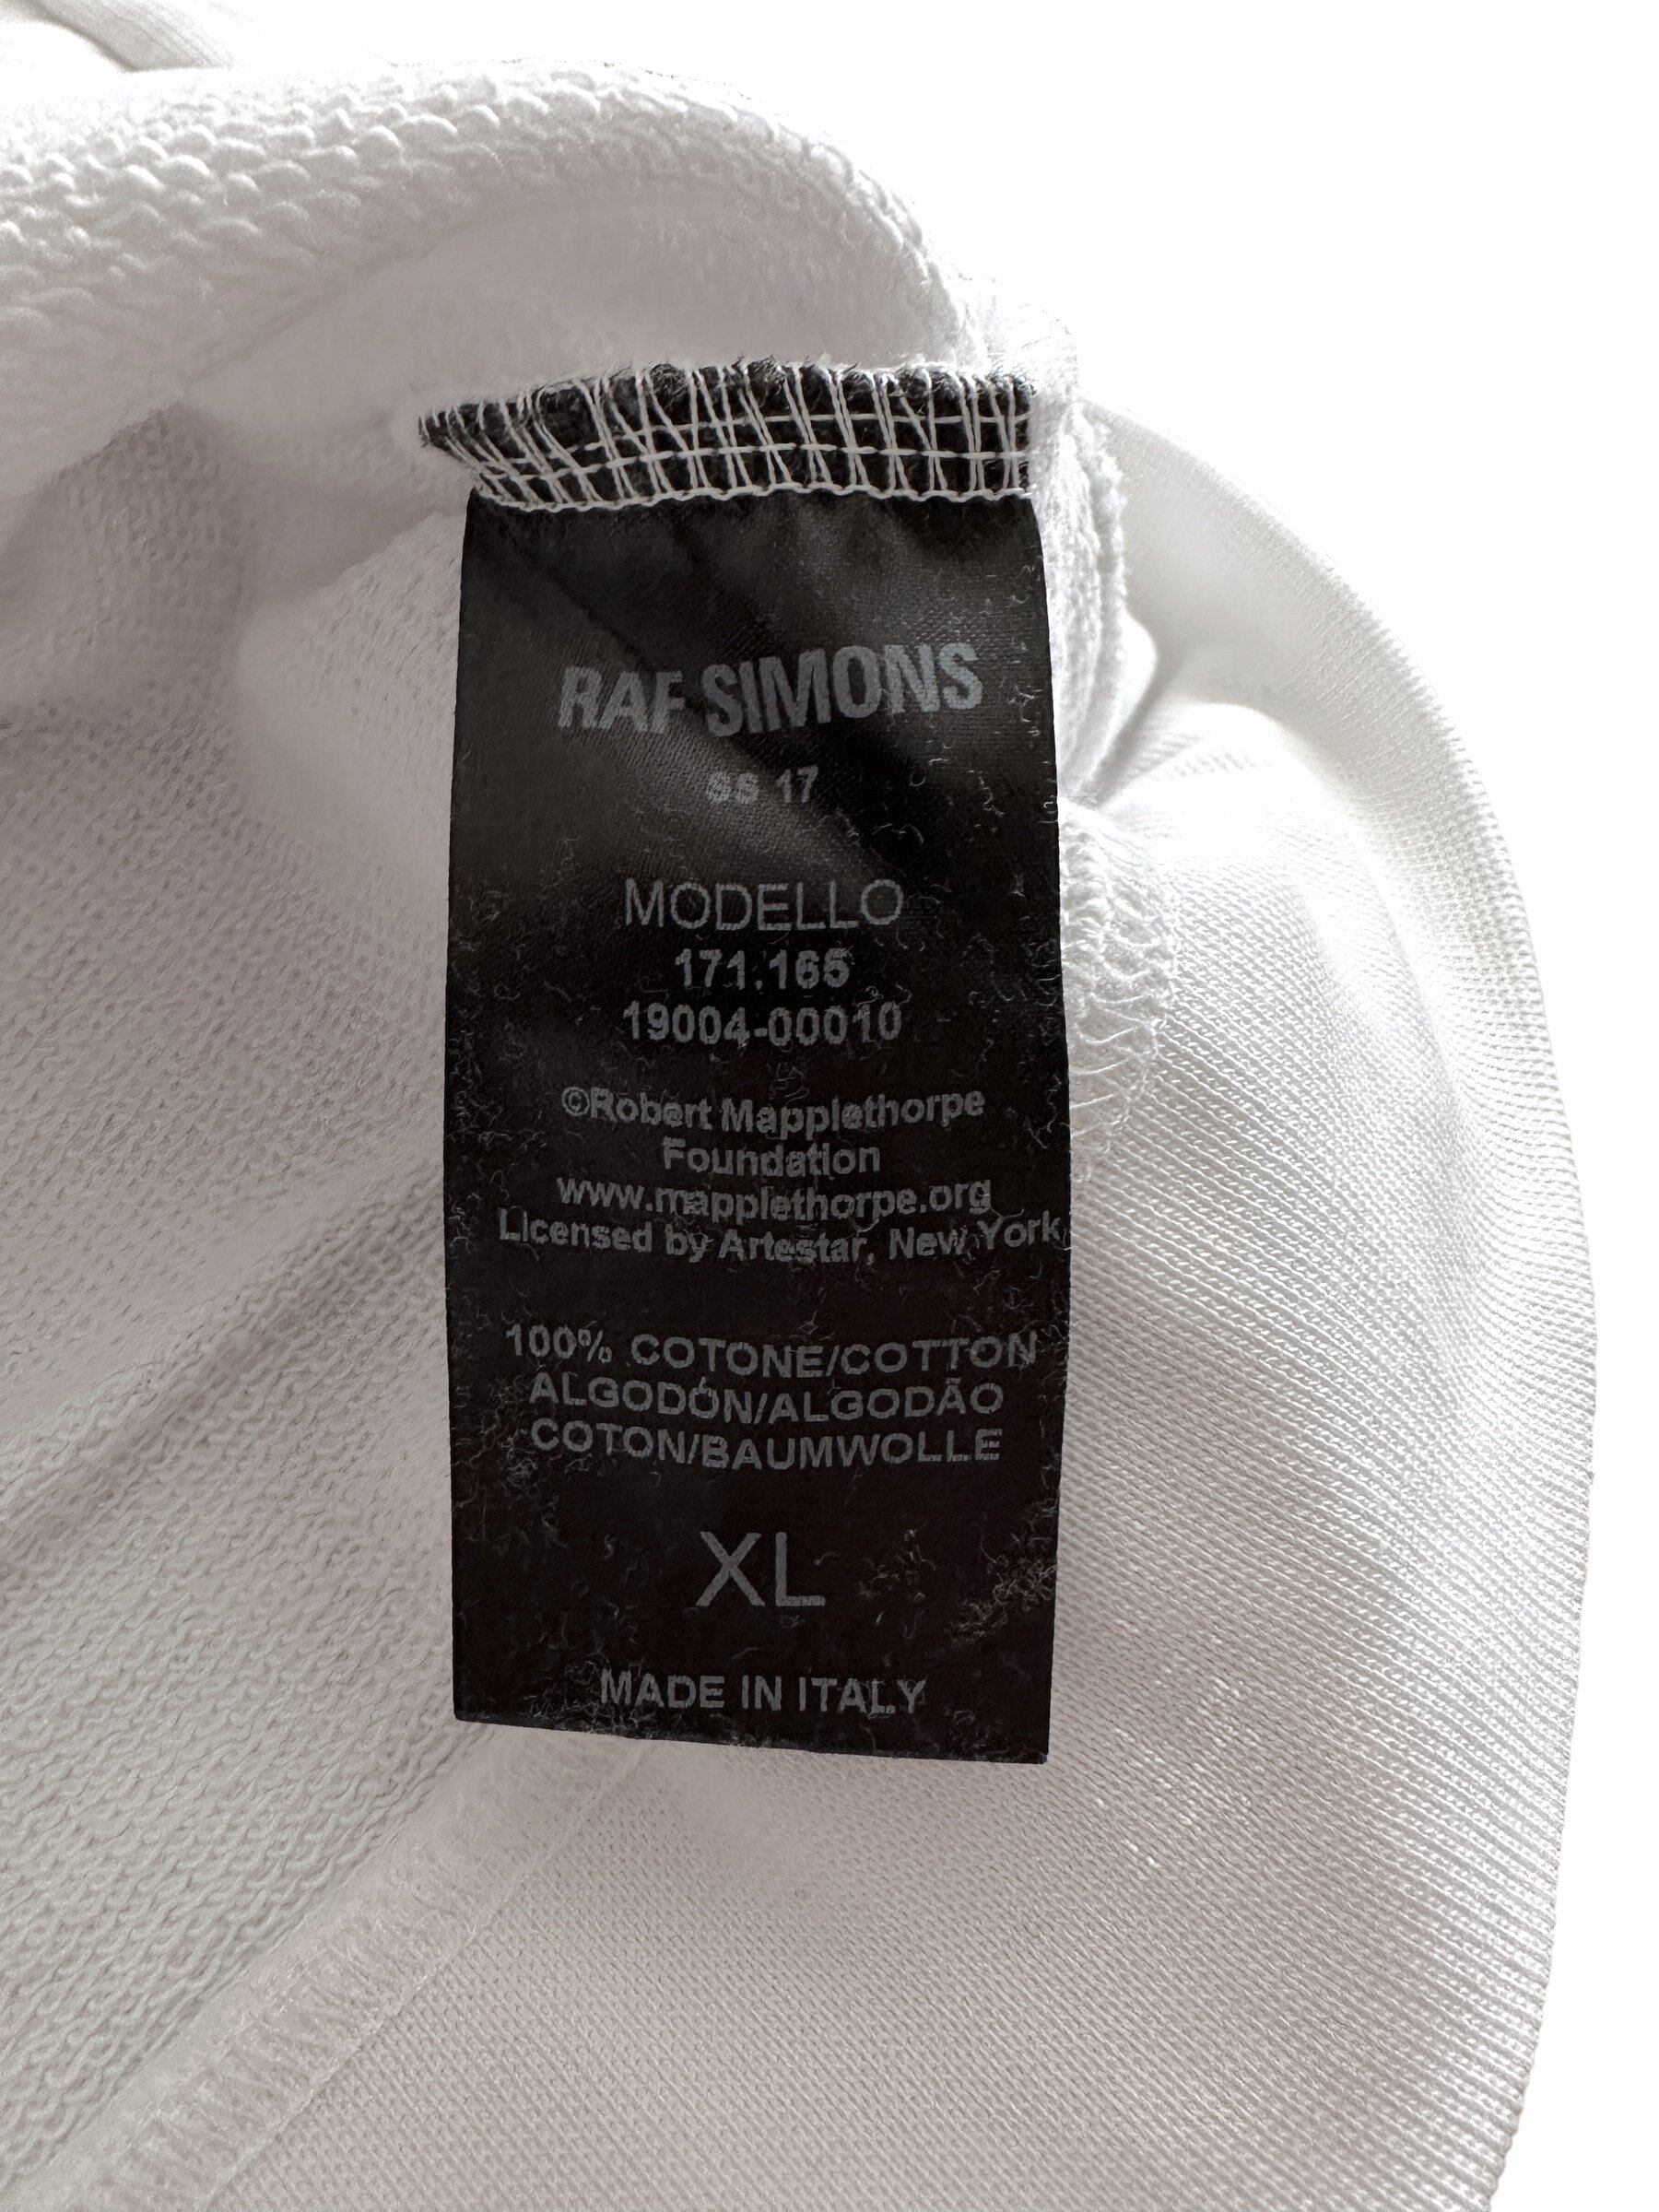 RAF SIMONS
SS 17
MODELLO
171.165
19004-00010
©Robert Mapplethorpe
Foundation
www.mapplethorpe.org
Licensed by Artestar, New York
100% COTONE/COTTON
ALGODÓN/ALGODÃO
COTON/BAUMWOLLE
XL
MADE IN ITALY